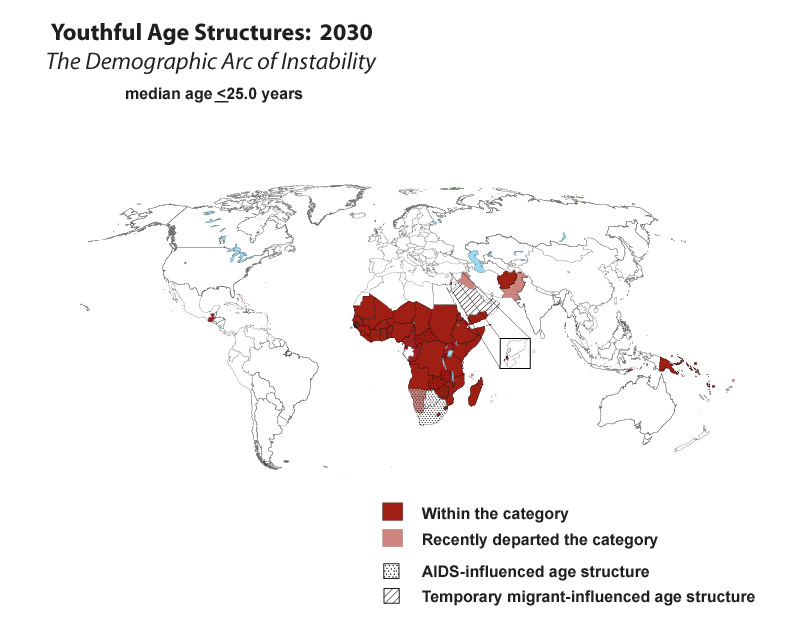 Youthful Age Structures: 2030
The Demographic Arc of Instability
median age <25.0 years
Within the category
Recently departed the category
AIDS-influenced age structure
Temporary migrant-influenced age structure